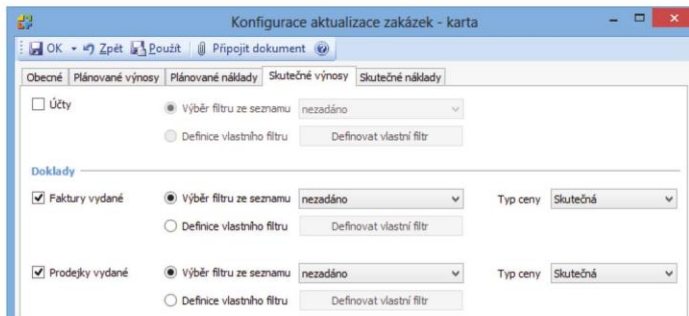 Konfigurace aktualizace zakázek - karta
OK Zpět Použít Připojit dokument
Obecné Plánované výnosy Plánované náklady Skutečné výnosy Skutečné náklady
Účty Výběr filtru ze seznamu nezadáno
Definice vlastního filtru Definovat vlastní filtr
Doklady
Faktury vydané Výběr filtru ze seznamu nezadáno Typ ceny Skutečná
Definice vlastního filtru Definovat vlastní filtr
Prodejky vydané Výběr filtru ze seznamu nezadáno Typ ceny Skutečná
Definice vlastního filtru Definovat vlastní filtr